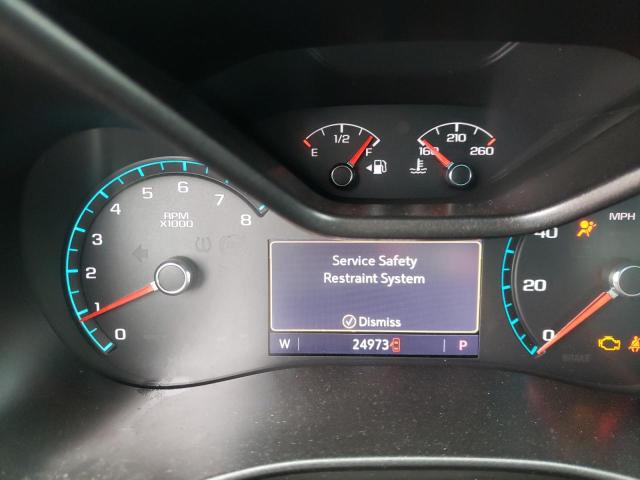 1/2
E F
160 210 260
0 1 2 3 4 5 6 7 8
RPM
X1000
Service Safety
Restraint System
Dismiss
W 24973 P
MPH
40
20
0
BRAKE